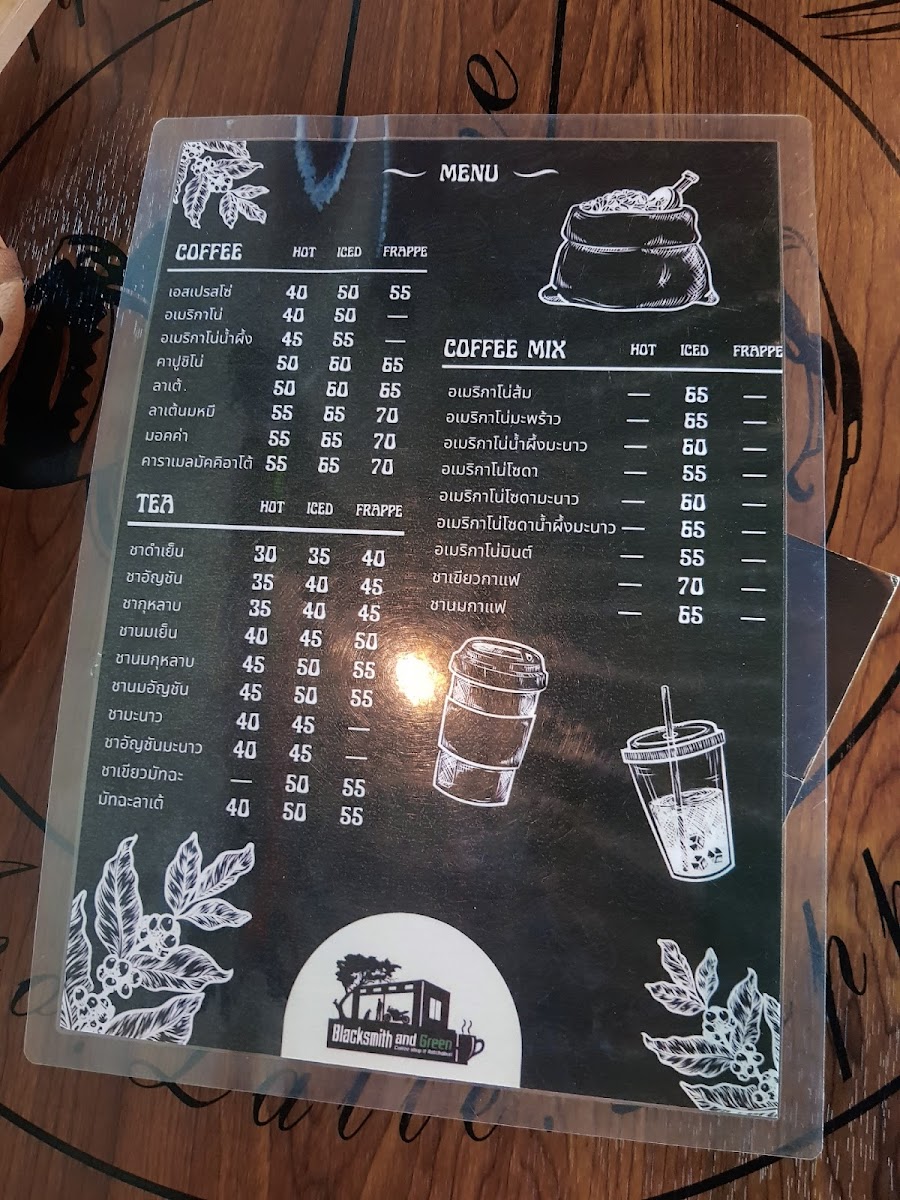 MENU
COFFEE HOT ICED FRAPPE
เอสเปรสโซ่ 40 50 55
อเมริกาโน่ 40 50 —
อเมริกาโน่น้ำผึ้ง 45 55 —
คาปูชิโน่ 50 60 65
ลาเต้. 50 60 65
ลาเต้นมหมี 55 65 70
มอคค่า 55 65 70
คาราเมลมัคคิอาโต้ 55 65 70
TEA HOT ICED FRAPPE
ชาดำเย็น 30 35 40
ชาอัญชัน 35 40 45
ชากุหลาบ 35 40 45
ชานมเย็น 40 45 50
ชานมกุหลาบ 45 50 55
ชานมอัญชัน 45 50 55
ชามะนาว 40 45 —
ชาอัญชันมะนาว 40 45 —
ชาเขียวมัทฉะ — 50 55
มัทฉะลาเต้ 40 50 55
COFFEE MIX HOT ICED FRAPPE
อเมริกาโน่ส้ม — 65 —
อเมริกาโน่มะพร้าว — 65 —
อเมริกาโน่น้ำผึ้งมะนาว — 60 —
อเมริกาโน่โซดา — 55 —
อเมริกาโน่โซดามะนาว — 60 —
อเมริกาโน่โซดาน้ำผึ้งมะนาว — 65 —
อเมริกาโน่มินต์ — 55 —
ชาเขียวกาแฟ — 70 —
ชานมกาแฟ — 65 —
Blacksmith and Green
Latte